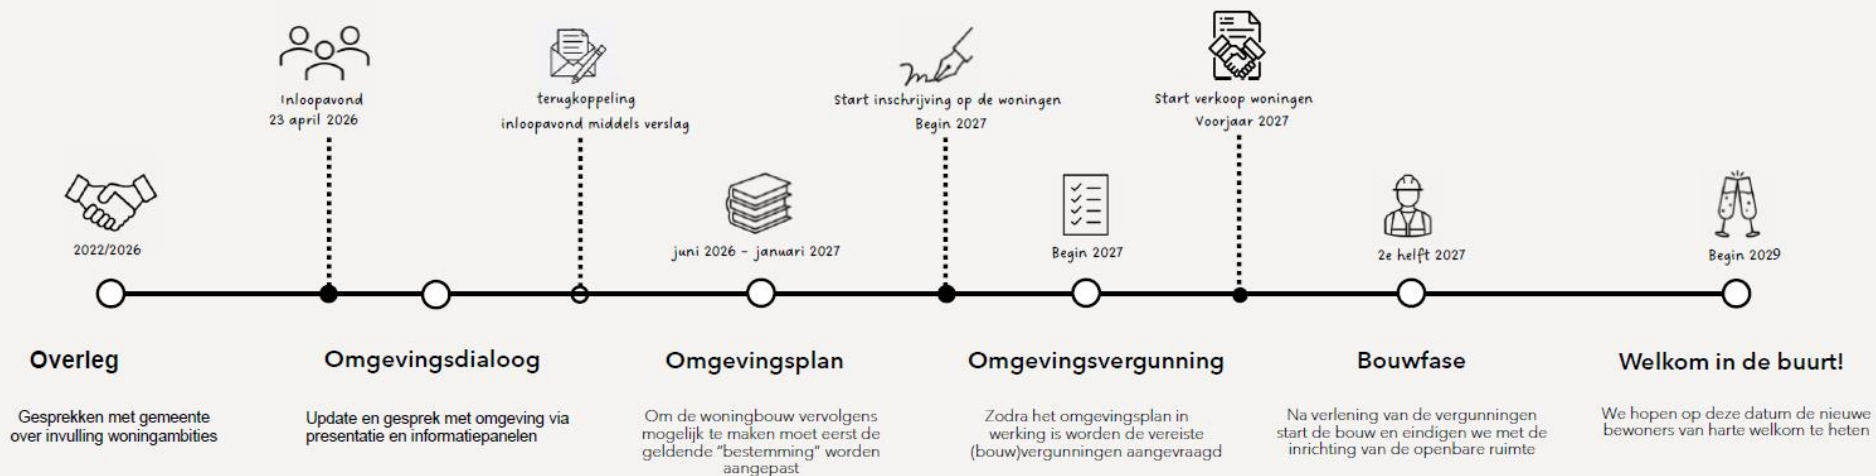 Inloopavond
23 april 2026
terugkoppeling
inloopavond middels verslag
Start inschrijving op de woningen
Begin 2027
Start verkoop woningen
Voorjaar 2027
2022/2026
juni 2026 - januari 2027
Begin 2027
2e helft 2027
Begin 2029
Overleg
Gesprekken met gemeente
over invulling woningambities
Omgevingsdialoog
Update en gesprek met omgeving via
presentatie en informatiepanelen
Omgevingsplan
Om de woningbouw vervolgens
mogelijk te maken moet eerst de
geldende "bestemming" worden
aangepast
Omgevingsvergunning
Zodra het omgevingsplan in
werking is worden de vereiste
(bouw)vergunningen aangevraagd
Bouwfase
Na verlening van de vergunningen
start de bouw en eindigen we met de
inrichting van de openbare ruimte
Welkom in de buurt!
We hopen op deze datum de nieuwe
bewoners van harte welkom te heten